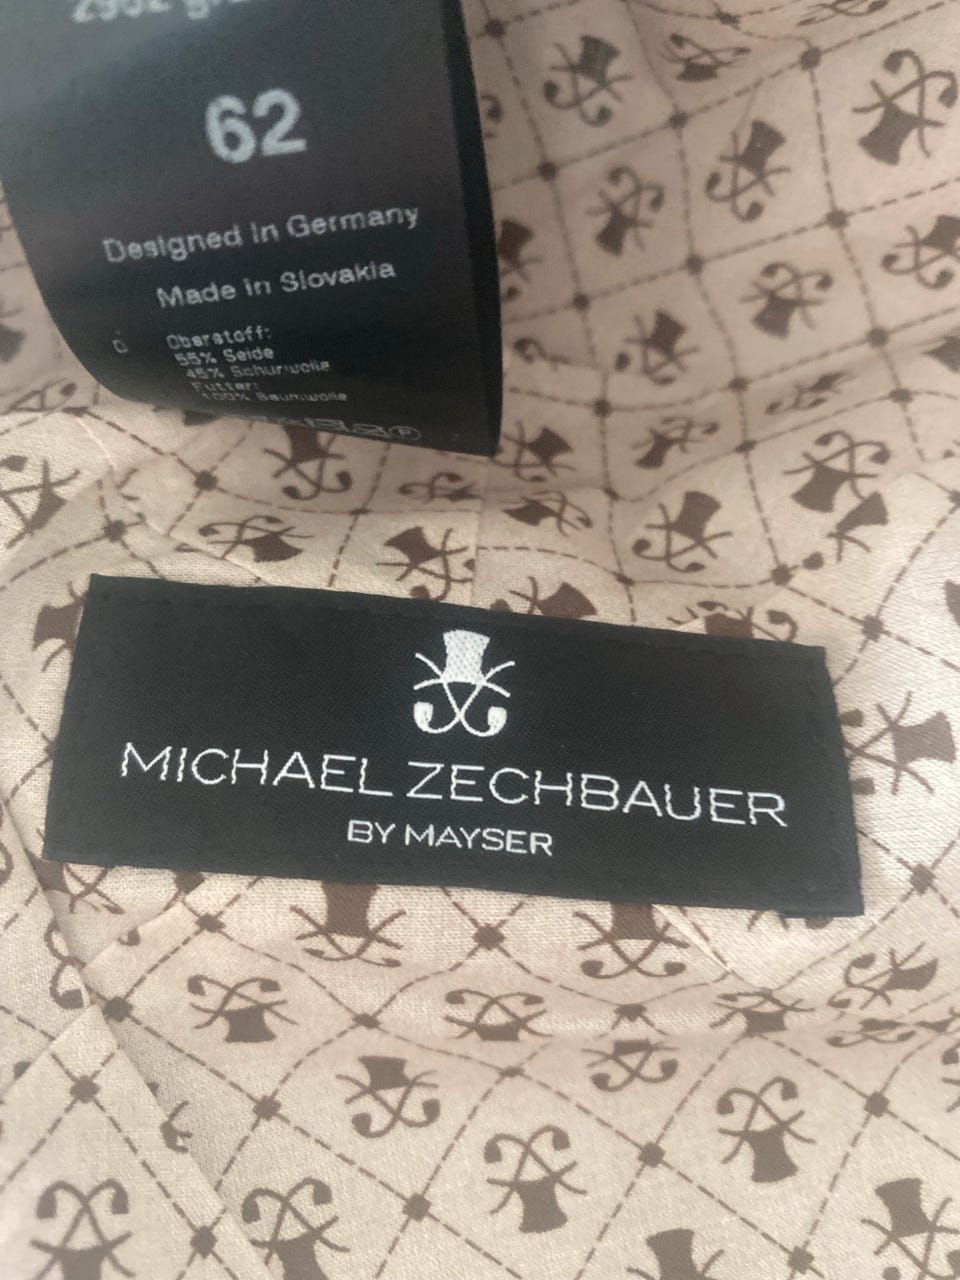 62
Designed in Germany
Made in Slovakia
Oberstoff:
55% Seide
45% Schurwolle
Futter:
100% Baumwolle
P
MICHAEL ZECHBAUER
BY MAYSER